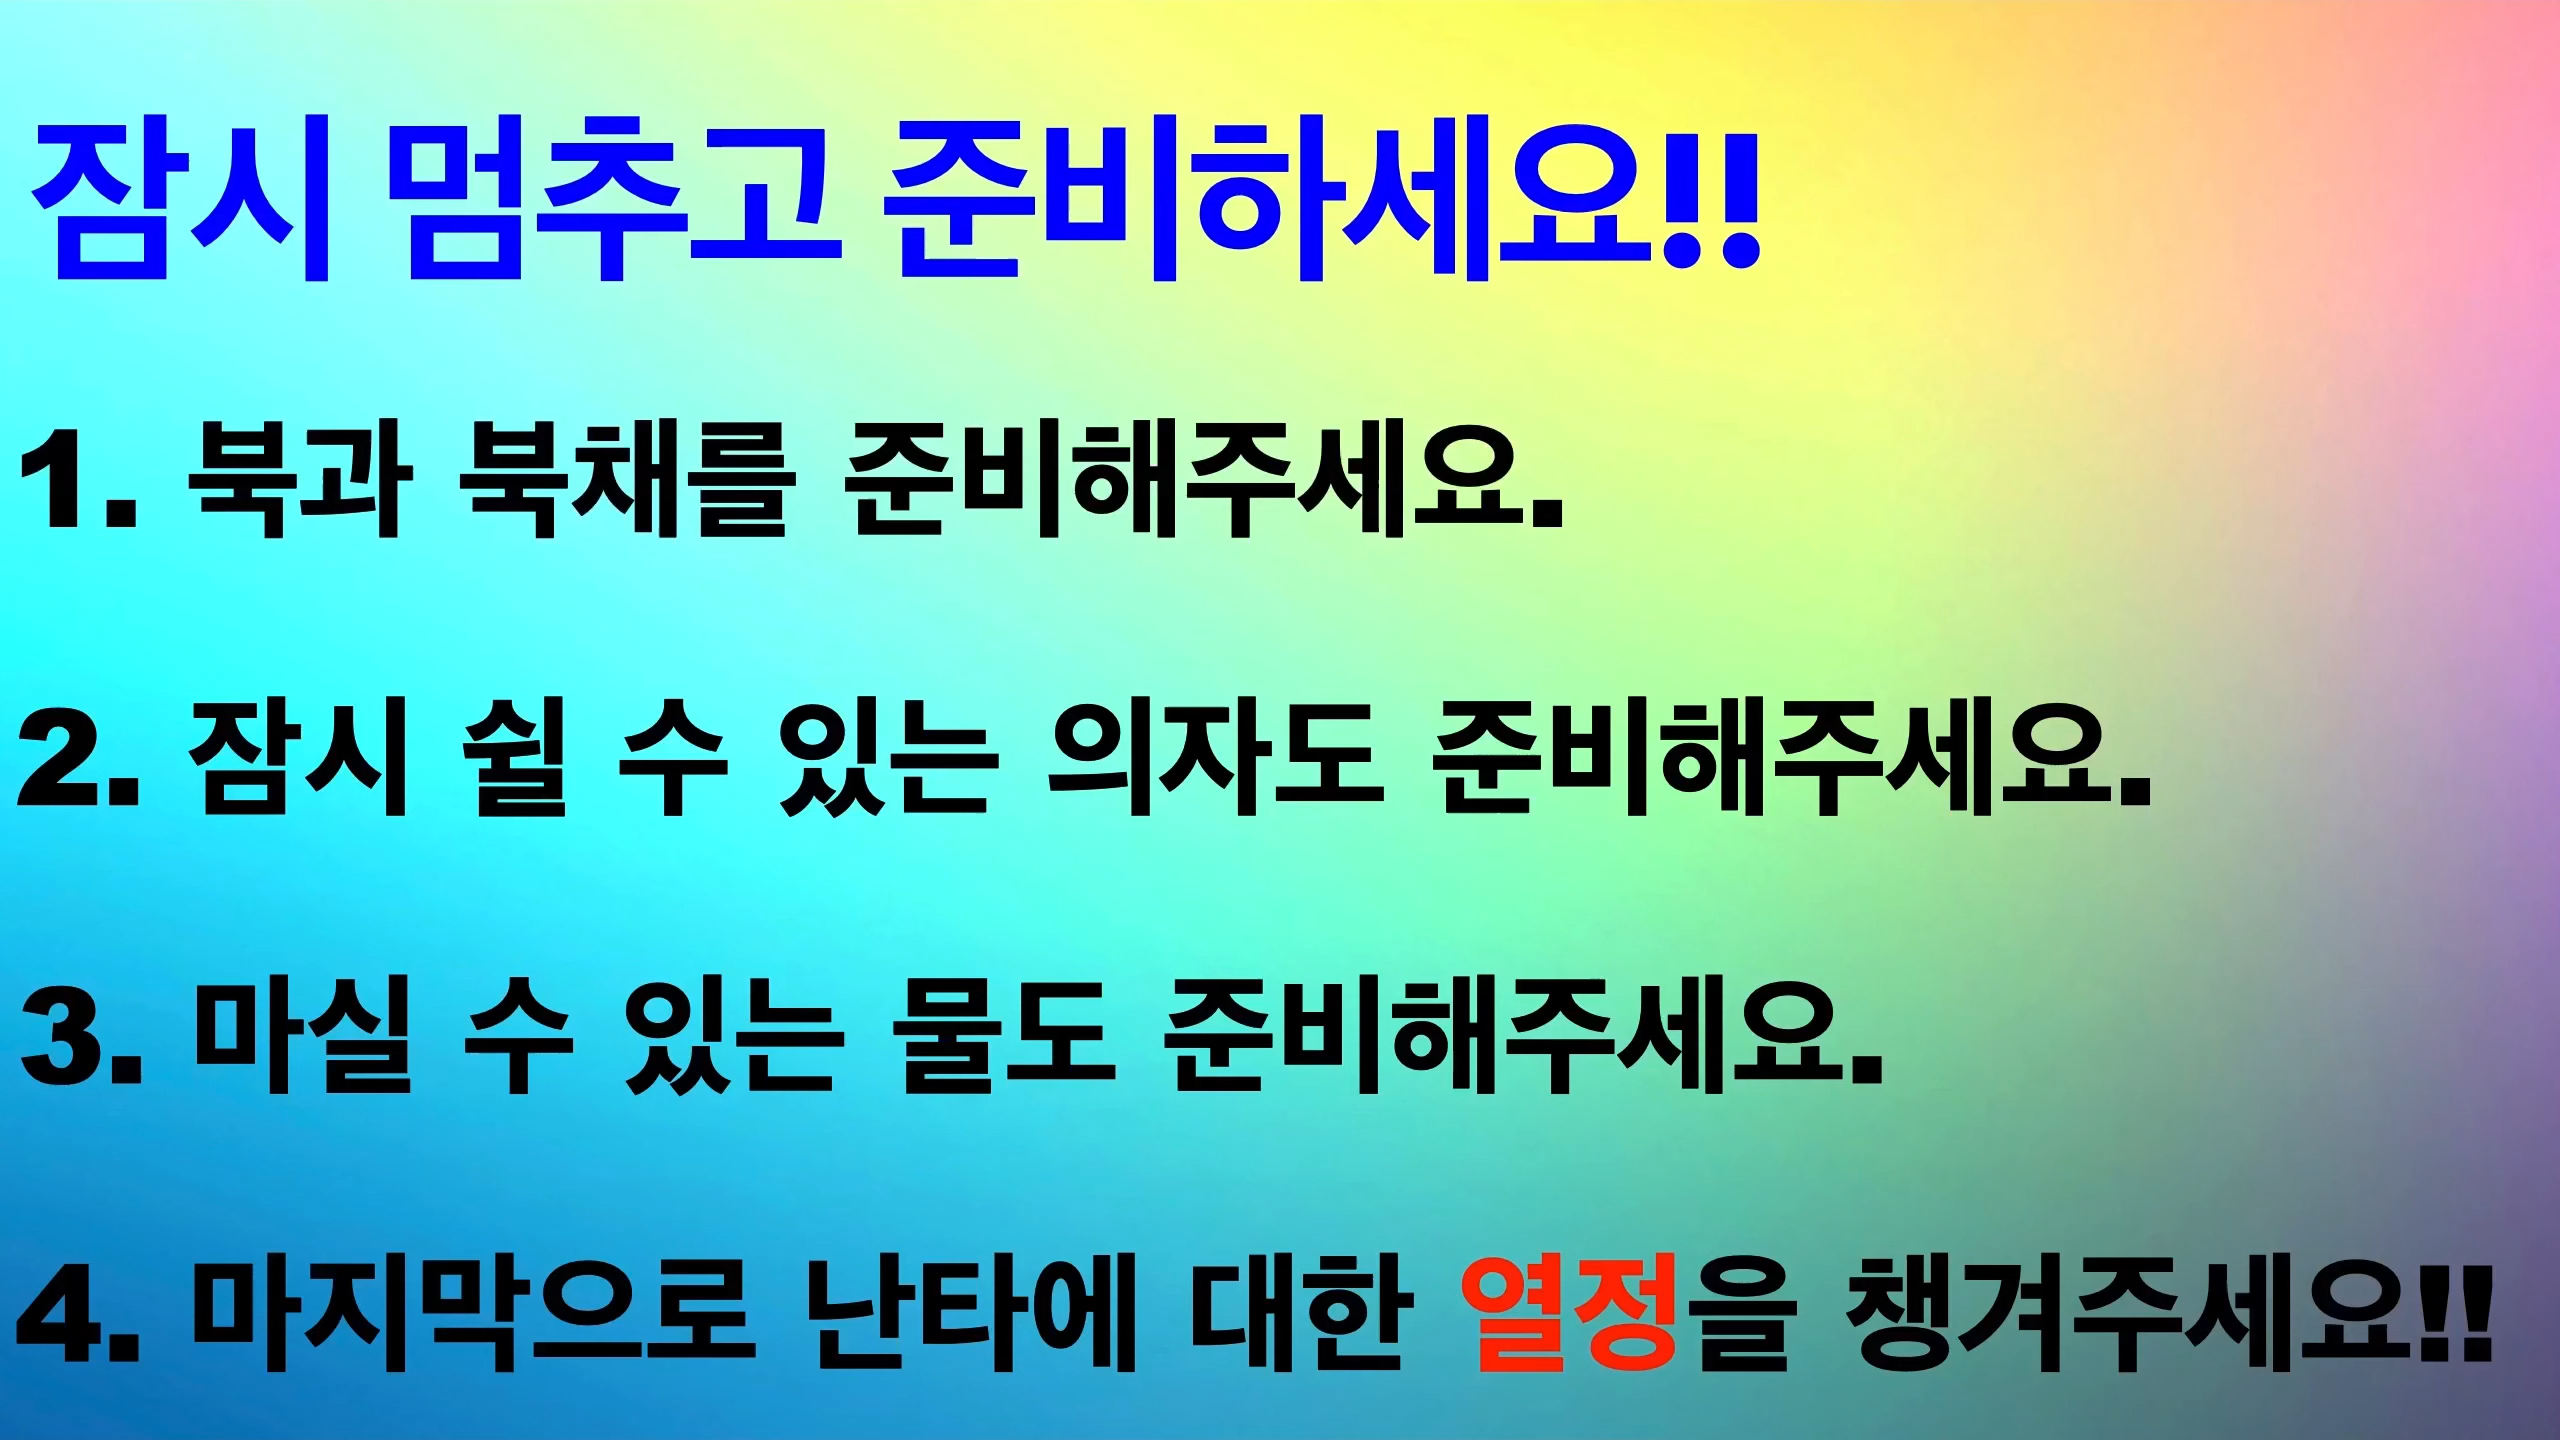 잠시 멈추고 준비하세요!!
1. 북과 북채를 준비해주세요.
2. 잠시 쉴 수 있는 의자도 준비해주세요.
3. 마실 수 있는 물도 준비해주세요.
4. 마지막으로 난타에 대한 열정을 챙겨주세요!!